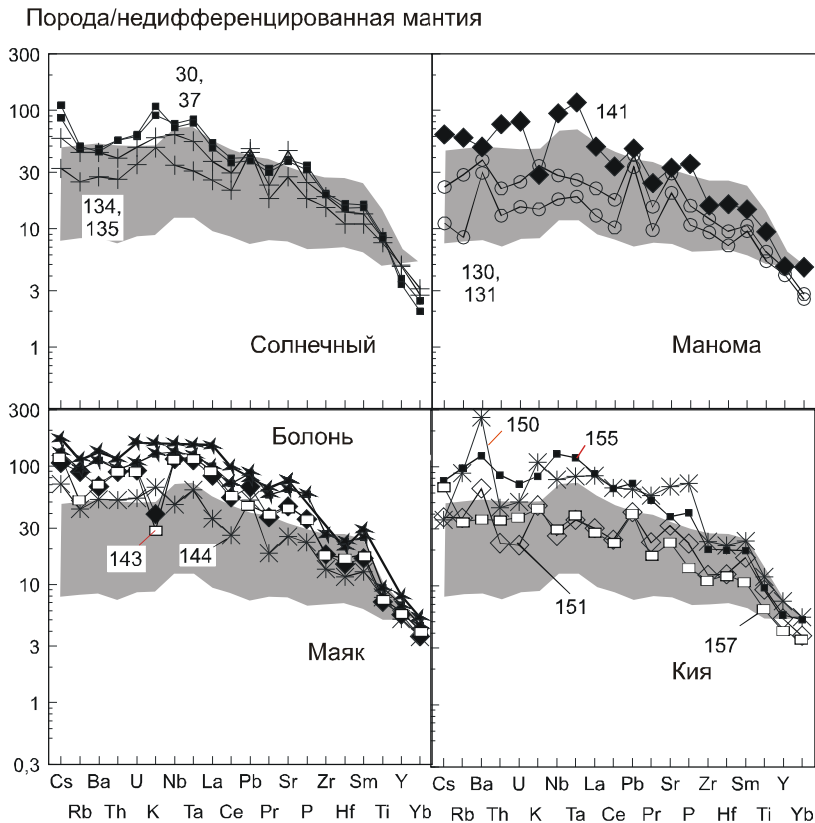 Порода/недифференцированная мантия
300
100
30
10
3
1
30,
37
134,
135
Солнечный
141
130,
131
Манома
300
100
30
10
3
1
0,3
Болонь
143
144
Маяк
150
155
151
157
Кия
Cs Ba U Nb La Pb Sr Zr Sm Y
Rb Th K Ta Ce Pr P Hf Ti Yb
Cs Ba U Nb La Pb Sr Zr Sm Y
Rb Th K Ta Ce Pr P Hf Ti Yb